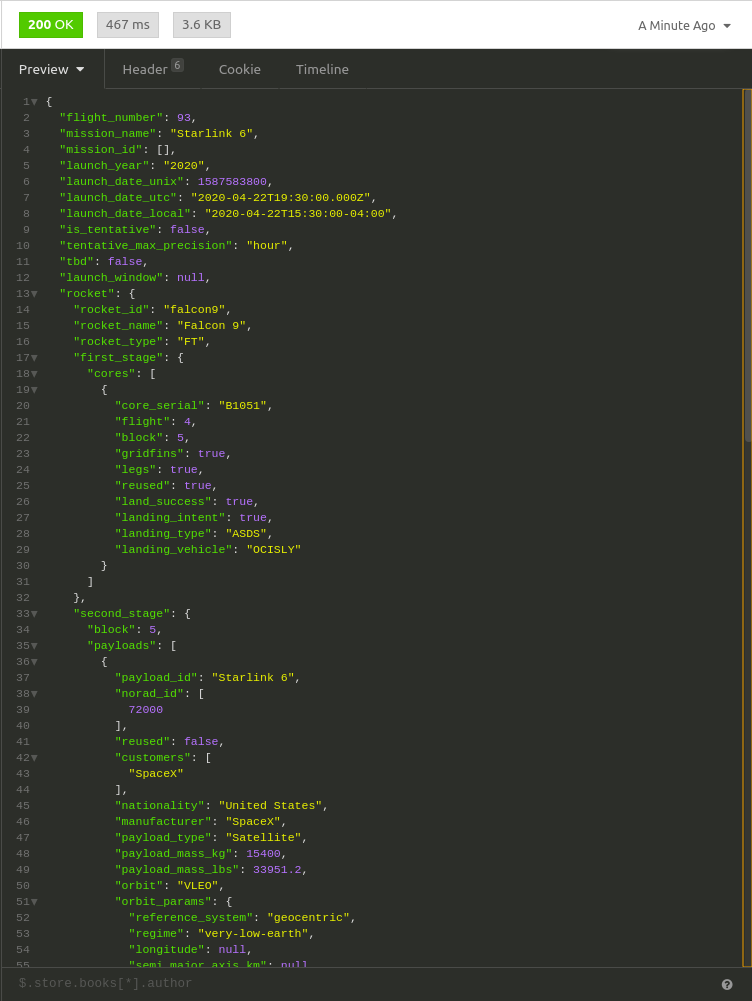 200 OK 467 ms 3.6 KB A Minute Ago
Preview Header 6 Cookie Timeline
1 {
2 "flight_number": 93,
3 "mission_name": "Starlink 6",
4 "mission_id": [],
5 "launch_year": "2020",
6 "launch_date_unix": 1587583800,
7 "launch_date_utc": "2020-04-22T19:30:00.000Z",
8 "launch_date_local": "2020-04-22T15:30:00-04:00",
9 "is_tentative": false,
10 "tentative_max_precision": "hour",
11 "tbd": false,
12 "launch_window": null,
13 "rocket": {
14 "rocket_id": "falcon9",
15 "rocket_name": "Falcon 9",
16 "rocket_type": "FT",
17 "first_stage": {
18 "cores": [
19 {
20 "core_serial": "B1051",
21 "flight": 4,
22 "block": 5,
23 "gridfins": true,
24 "legs": true,
25 "reused": true,
26 "land_success": true,
27 "landing_intent": true,
28 "landing_type": "ASDS",
29 "landing_vehicle": "OCISLY"
30 }
31 ]
32 },
33 "second_stage": {
34 "block": 5,
35 "payloads": [
36 {
37 "payload_id": "Starlink 6",
38 "norad_id": [
39 72000
40 ],
41 "reused": false,
42 "customers": [
43 "SpaceX"
44 ],
45 "nationality": "United States",
46 "manufacturer": "SpaceX",
47 "payload_type": "Satellite",
48 "payload_mass_kg": 15400,
49 "payload_mass_lbs": 33951.2,
50 "orbit": "VLEO",
51 "orbit_params": {
52 "reference_system": "geocentric",
53 "regime": "very-low-earth",
54 "longitude": null,
55 "semi_major_axis_km": null
$.store.books[*].author